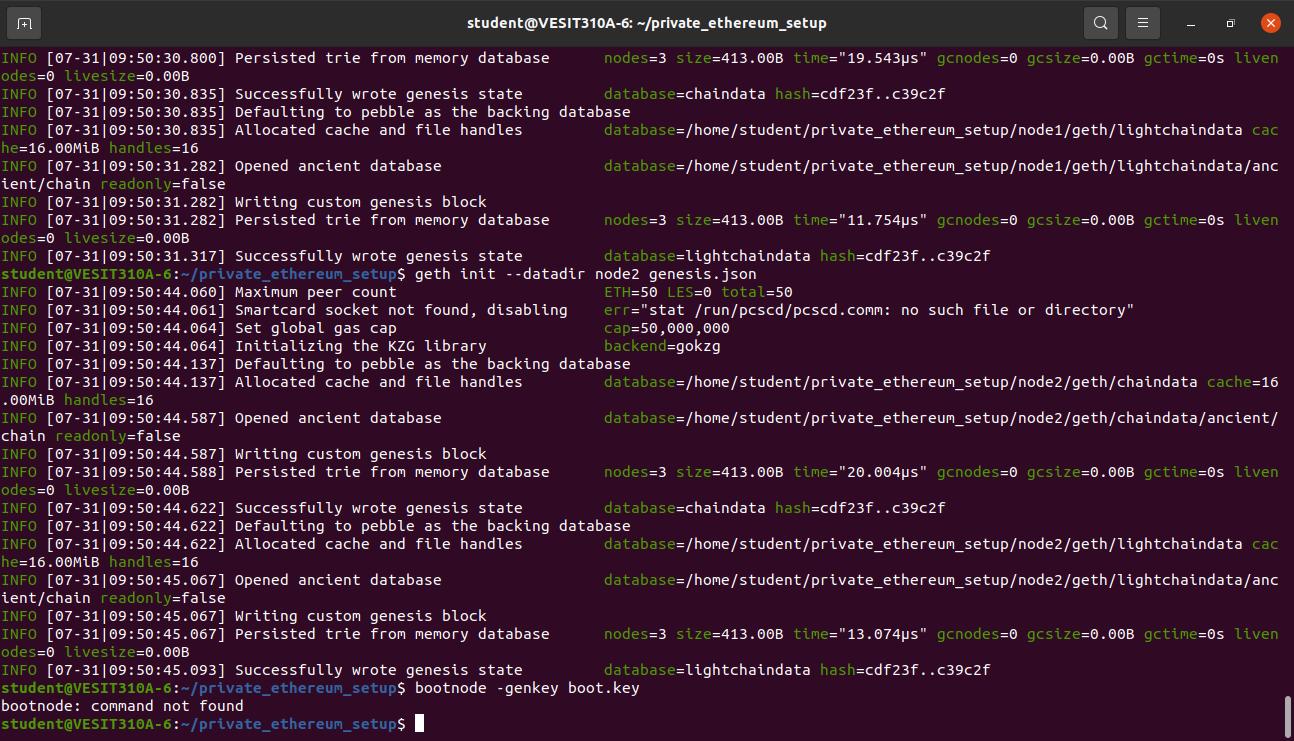 student@VESIT310A-6: ~/private_ethereum_setup
INFO [07-31|09:50:30.800] Persisted trie from memory database      nodes=3 size=413.00B time="19.543µs" gcnodes=0 gcsize=0.00B gctime=0s liven
odes=0 livesize=0.00B
INFO [07-31|09:50:30.835] Successfully wrote genesis state         database=chaindata hash=cdf23f..c39c2f
INFO [07-31|09:50:30.835] Defaulting to pebble as the backing database
INFO [07-31|09:50:30.835] Allocated cache and file handles         database=/home/student/private_ethereum_setup/node1/geth/lightchaindata cac
he=16.00MiB handles=16
INFO [07-31|09:50:31.282] Opened ancient database                  database=/home/student/private_ethereum_setup/node1/geth/lightchaindata/anc
ient/chain readonly=false
INFO [07-31|09:50:31.282] Writing custom genesis block
INFO [07-31|09:50:31.282] Persisted trie from memory database      nodes=3 size=413.00B time="11.754µs" gcnodes=0 gcsize=0.00B gctime=0s liven
odes=0 livesize=0.00B
INFO [07-31|09:50:31.317] Successfully wrote genesis state         database=lightchaindata hash=cdf23f..c39c2f
student@VESIT310A-6:~/private_ethereum_setup$ geth init --datadir node2 genesis.json
INFO [07-31|09:50:44.060] Maximum peer count                       ETH=50 LES=0 total=50
INFO [07-31|09:50:44.061] Smartcard socket not found, disabling    err="stat /run/pcscd/pcscd.comm: no such file or directory"
INFO [07-31|09:50:44.064] Set global gas cap                       cap=50,000,000
INFO [07-31|09:50:44.064] Initializing the KZG library             backend=gokzg
INFO [07-31|09:50:44.137] Defaulting to pebble as the backing database
INFO [07-31|09:50:44.137] Allocated cache and file handles         database=/home/student/private_ethereum_setup/node2/geth/chaindata cache=16
.00MiB handles=16
INFO [07-31|09:50:44.587] Opened ancient database                  database=/home/student/private_ethereum_setup/node2/geth/chaindata/ancient/
chain readonly=false
INFO [07-31|09:50:44.587] Writing custom genesis block
INFO [07-31|09:50:44.588] Persisted trie from memory database      nodes=3 size=413.00B time="20.004µs" gcnodes=0 gcsize=0.00B gctime=0s liven
odes=0 livesize=0.00B
INFO [07-31|09:50:44.622] Successfully wrote genesis state         database=chaindata hash=cdf23f..c39c2f
INFO [07-31|09:50:44.622] Defaulting to pebble as the backing database
INFO [07-31|09:50:44.622] Allocated cache and file handles         database=/home/student/private_ethereum_setup/node2/geth/lightchaindata cac
he=16.00MiB handles=16
INFO [07-31|09:50:45.067] Opened ancient database                  database=/home/student/private_ethereum_setup/node2/geth/lightchaindata/anc
ient/chain readonly=false
INFO [07-31|09:50:45.067] Writing custom genesis block
INFO [07-31|09:50:45.067] Persisted trie from memory database      nodes=3 size=413.00B time="13.074µs" gcnodes=0 gcsize=0.00B gctime=0s liven
odes=0 livesize=0.00B
INFO [07-31|09:50:45.093] Successfully wrote genesis state         database=lightchaindata hash=cdf23f..c39c2f
student@VESIT310A-6:~/private_ethereum_setup$ bootnode -genkey boot.key
bootnode: command not found
student@VESIT310A-6:~/private_ethereum_setup$